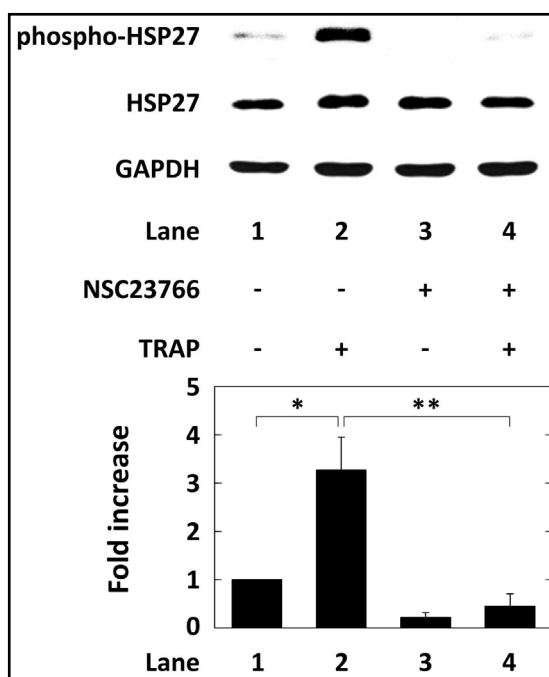 phospho-HSP27
HSP27
GAPDH
Lane 1 2 3 4
NSC23766 - - + +
TRAP - + - +
5
* **
4
3
2
1
0
Fold increase
Lane 1 2 3 4